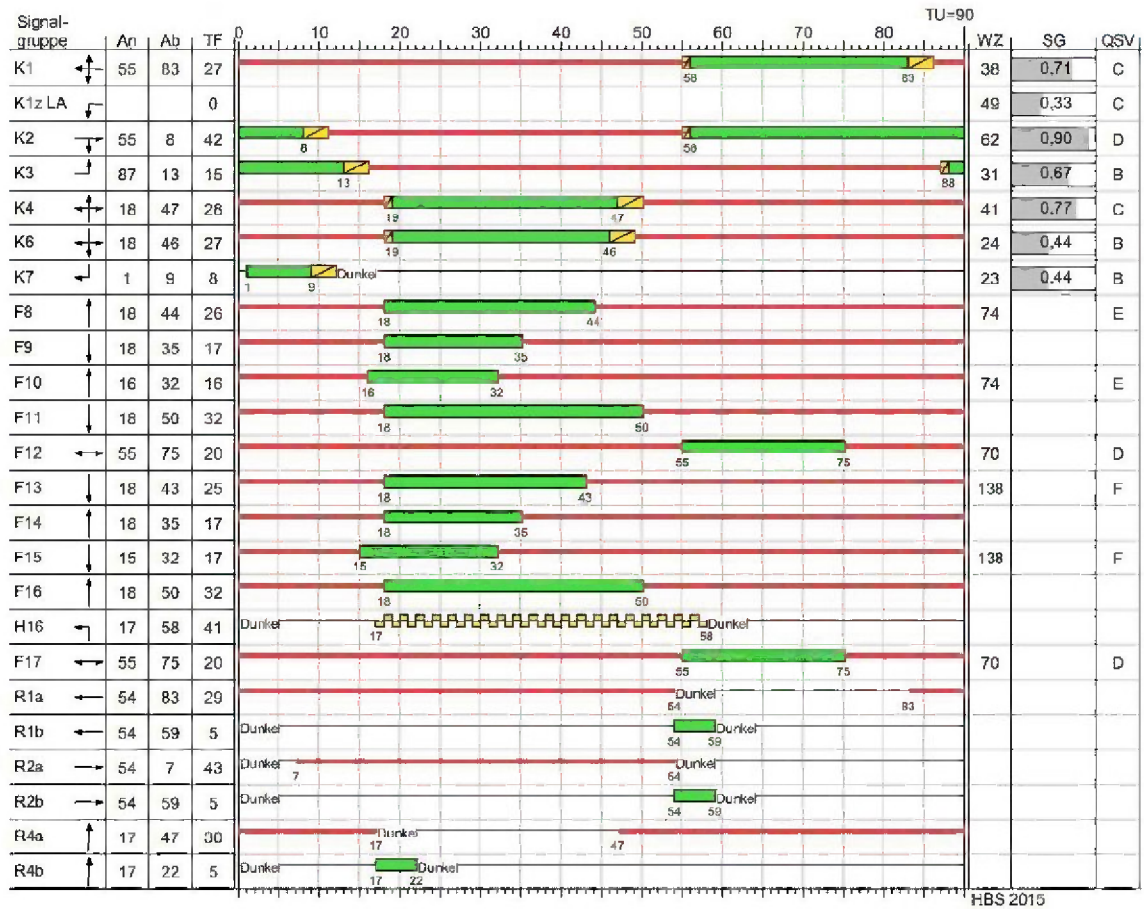 TU=90
Signal-
gruppe An Ab TF 0 10 20 30 40 50 60 70 80 WZ SG QSV
K1 55 83 27 56 83 38 0,71 C
K1z LA 0 49 0,33 C
K2 55 8 42 8 56 62 0,90 D
K3 87 13 15 13 88 31 0,67 B
K4 18 47 28 19 47 41 0,77 C
K6 18 46 27 19 46 24 0,44 B
K7 1 9 8 1 9 Dunkel 23 0,44 B
F8 18 44 26 18 44 74 E
F9 18 35 17 18 35
F10 16 32 16 16 32 74 E
F11 18 50 32 18 50
F12 55 75 20 55 75 70 D
F13 18 43 25 18 43 138 F
F14 18 35 17 18 35
F15 15 32 17 15 32 138 F
F16 18 50 32 18 50
H16 17 58 41 Dunkel 17 58 Dunkel
F17 55 75 20 55 75 70 D
R1a 54 83 29 54 Dunkel 83
R1b 54 59 5 Dunkel 54 59 Dunkel
R2a 54 7 43 Dunkel 7 54 Dunkel
R2b 54 59 5 Dunkel 54 59 Dunkel
R4a 17 47 30 17 Dunkel 47
R4b 17 22 5 Dunkel 17 22 Dunkel
HBS 2015